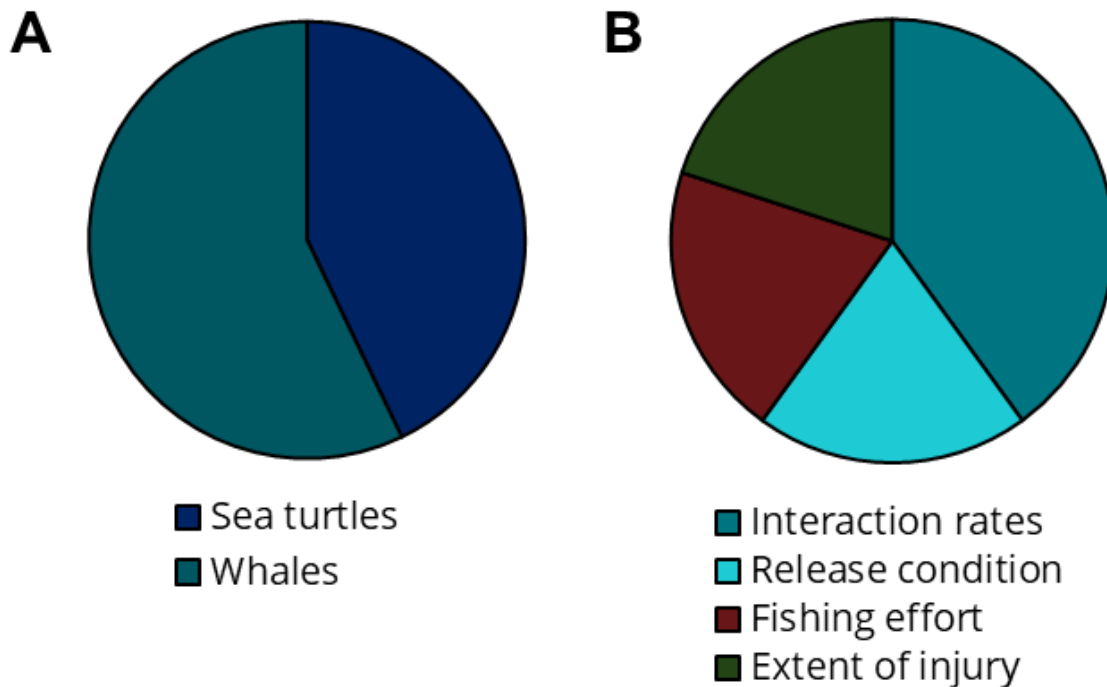 A
B
Sea turtles
Whales
Interaction rates
Release condition
Fishing effort
Extent of injury